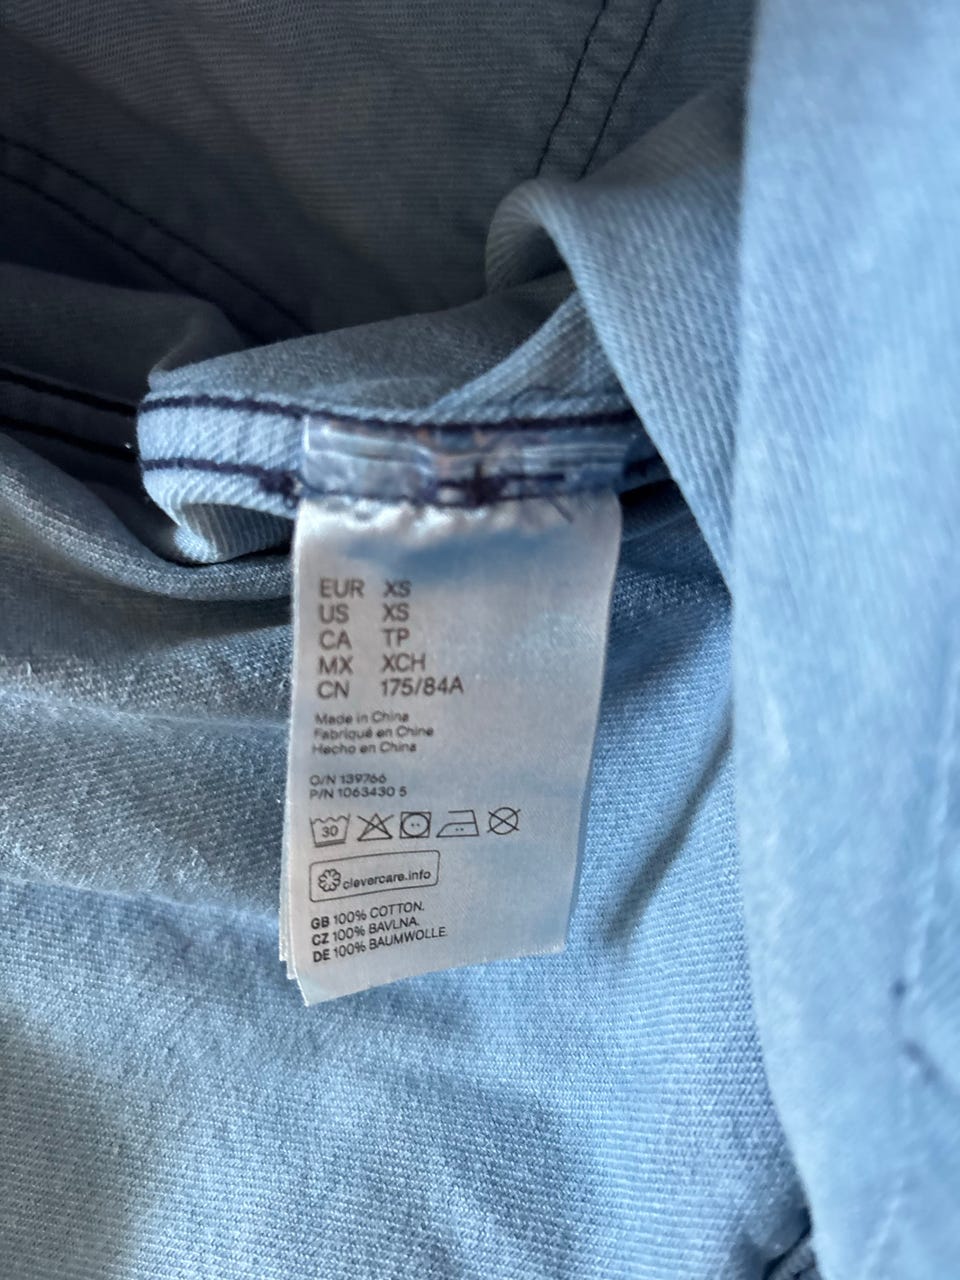 EUR XS
US XS
CA TP
MX XCH
CN 175/84A
Made in China
Fabriqué en Chine
Hecho en China
O/N 139766
P/N 1063430 5
30
clevercare.info
GB 100% COTTON.
CZ 100% BAVLNA.
DE 100% BAUMWOLLE.